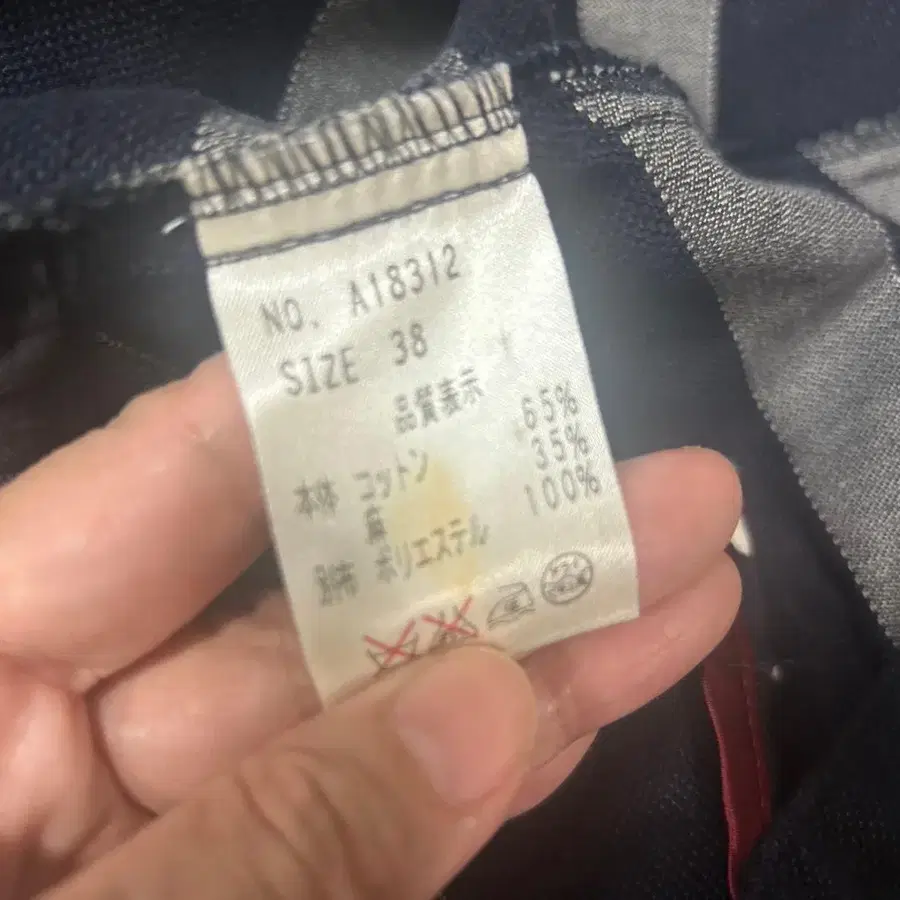 NO. A18312
SIZE 38
品質表示
本体 コットン 65%
麻 35%
別布 ポリエステル 100%